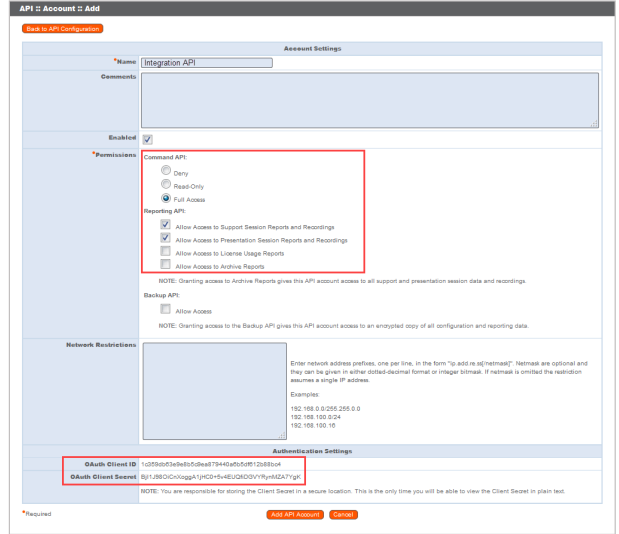 API :: Account :: Add
Back to API Configuration
Account Settings
*Name Integration API
Comments
Enabled
*Permissions
Command API:
Deny
Read-Only
Full Access
Reporting API:
Allow Access to Support Session Reports and Recordings
Allow Access to Presentation Session Reports and Recordings
Allow Access to License Usage Reports
Allow Access to Archive Reports
NOTE: Granting access to Archive Reports gives this API account access to all support and presentation session data and recordings.
Backup API:
Allow Access
NOTE: Granting access to the Backup API gives this API account access to an encrypted copy of all configuration and reporting data.
Network Restrictions
Enter network address prefixes, one per line, in the form "ip.add.re.ss[/netmask]". Netmask are optional and
they can be given in either dotted-decimal format or integer bitmask. If netmask is omitted the restriction
assumes a single IP address.
Examples
192.168.0.0/255.255.0.0
192.168.100.0/24
192.168.100.16
Authentication Settings
OAuth Client ID
OAuth Client Secret
NOTE: You are responsible for storing the Client Secret in a secure location. This is the only time you will be able to view the Client Secret in plain text.
*Required
Add API Account
Cancel